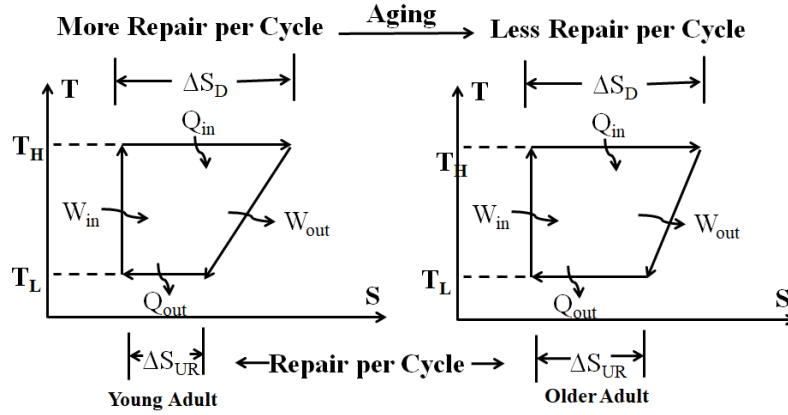 More Repair per Cycle Aging Less Repair per Cycle
ΔS_D ΔS_D
T T
Q_in Q_in
T_H T_H
W_in W_out W_in W_out
T_L T_L
S S
Q_out Q_out
ΔS_UR Repair per Cycle ΔS_UR
Young Adult Older Adult